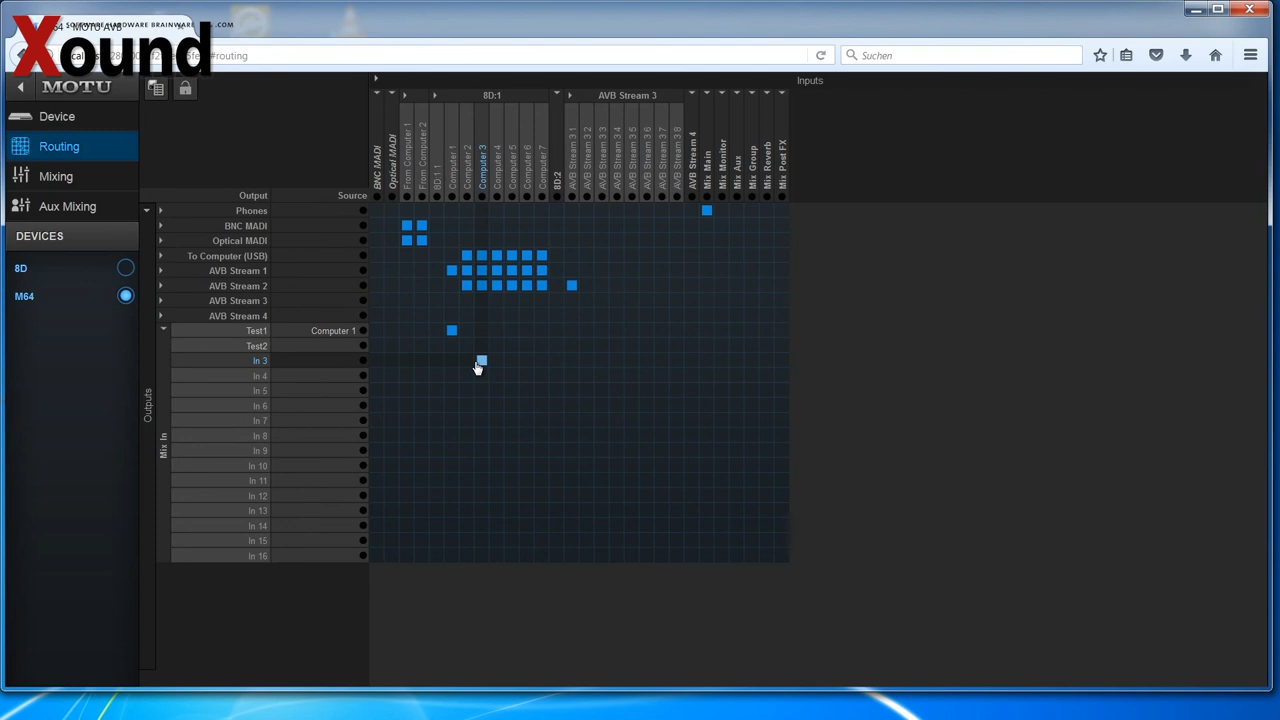 SOFTWARE HARDWARE BRAINWARE
.COM
64 - MOTU AVB
Xound
#routing
Suchen
MOTU
Inputs
8D:1
AVB Stream 3
Device
Routing
Mixing
Aux Mixing
DEVICES
8D
M64
BNC MADI
Optical MADI
From Computer 1
From Computer 2
8D:1 1
Computer 1
Computer 2
Computer 3
Computer 4
Computer 5
Computer 6
Computer 7
8D:2
AVB Stream 3 1
AVB Stream 3 2
AVB Stream 3 3
AVB Stream 3 4
AVB Stream 3 5
AVB Stream 3 6
AVB Stream 3 7
AVB Stream 3 8
AVB Stream 4
Mix Main
Mix Monitor
Mix Aux
Mix Group
Mix Reverb
Mix Post FX
Output Source
Phones
BNC MADI
Optical MADI
To Computer (USB)
AVB Stream 1
AVB Stream 2
AVB Stream 3
AVB Stream 4
Test1 Computer 1
Test2
In 3
In 4
In 5
In 6
In 7
In 8
In 9
In 10
In 11
In 12
In 13
In 14
In 15
In 16
Outputs
Mix In